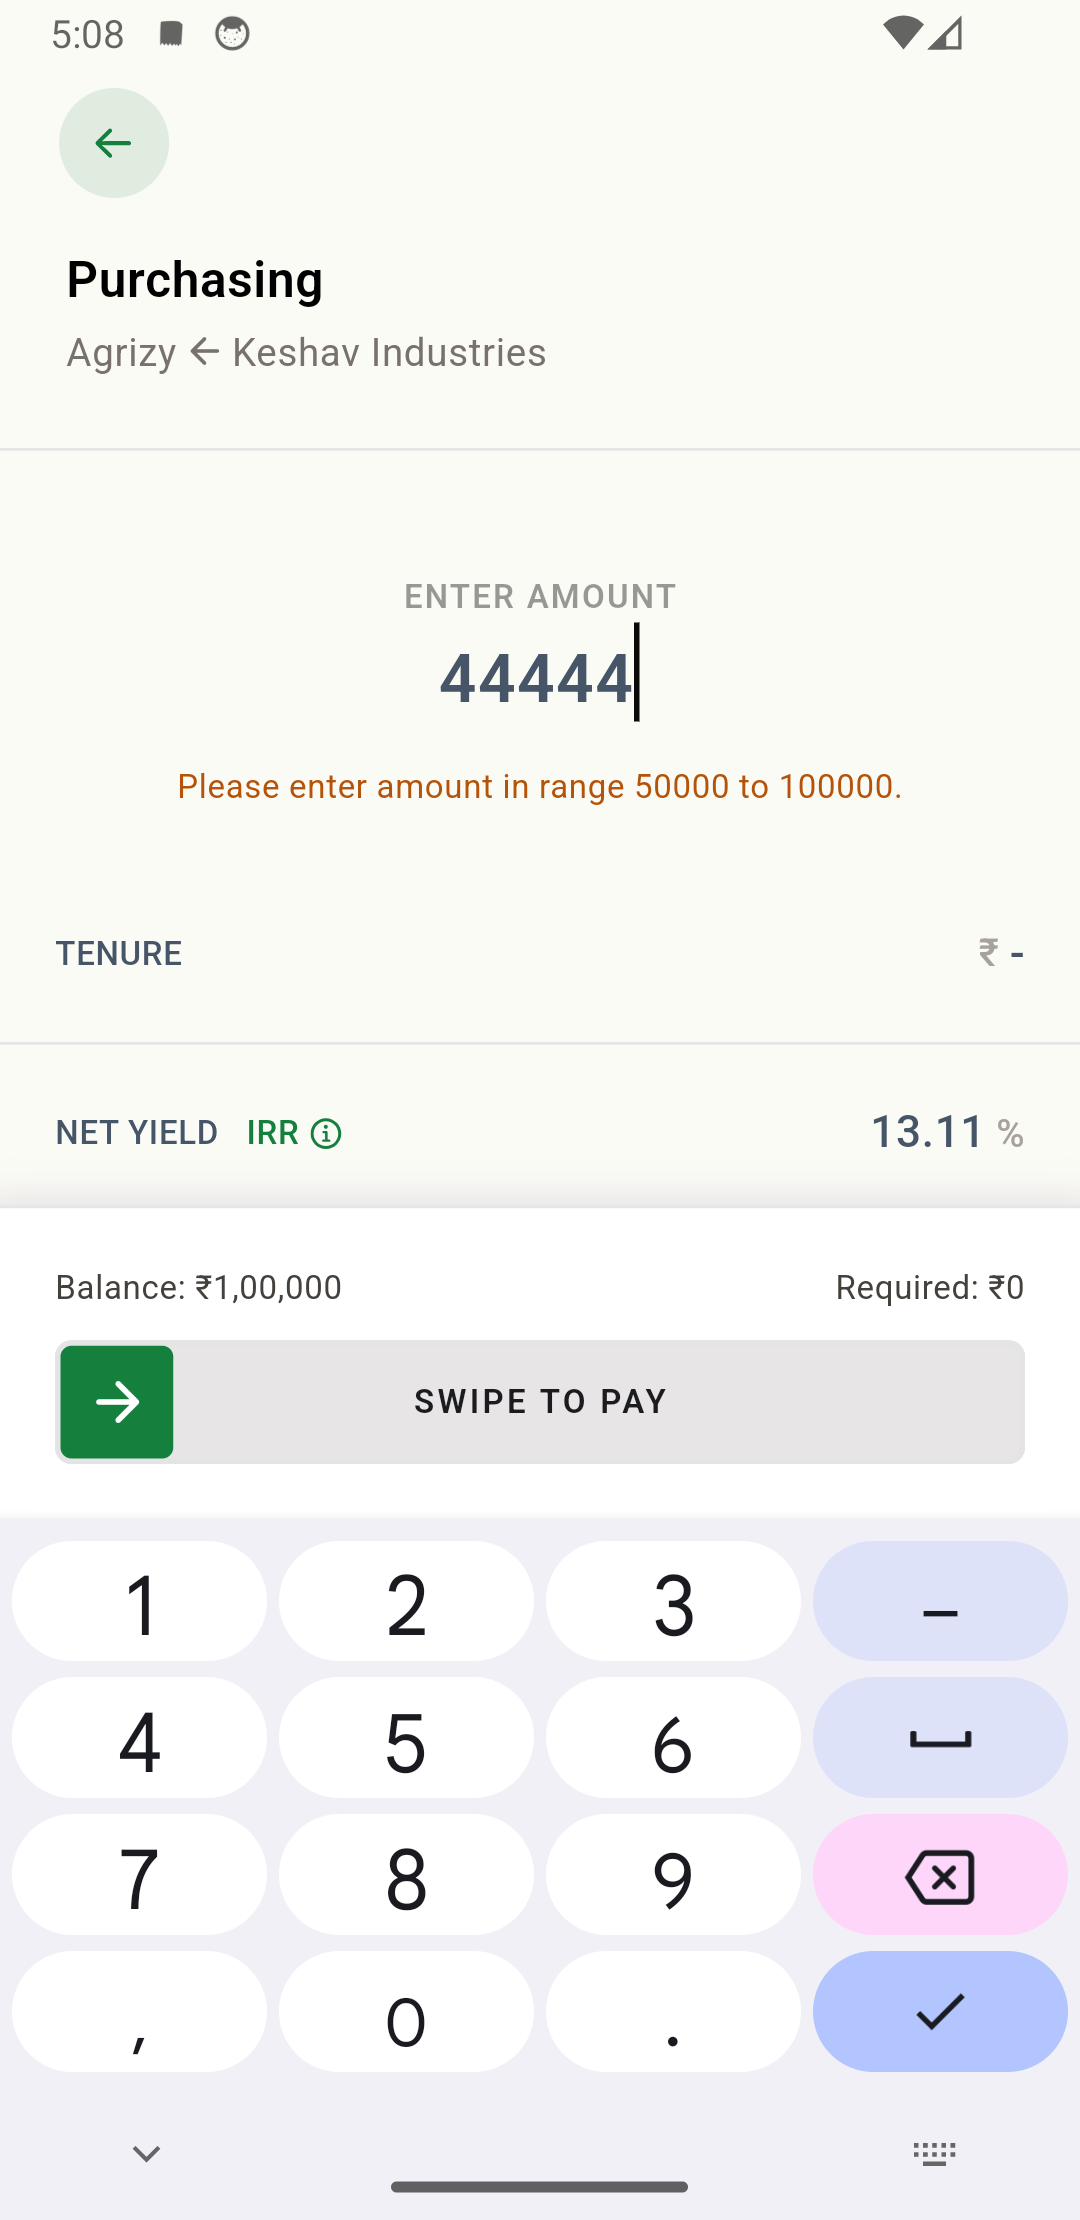 5:08
Purchasing
Agrizy ← Keshav Industries
ENTER AMOUNT
44444
Please enter amount in range 50000 to 100000.
TENURE ₹ -
NET YIELD IRR 13.11 %
Balance: ₹1,00,000 Required: ₹0
SWIPE TO PAY
1 2 3 –
4 5 6
7 8 9
, 0 .